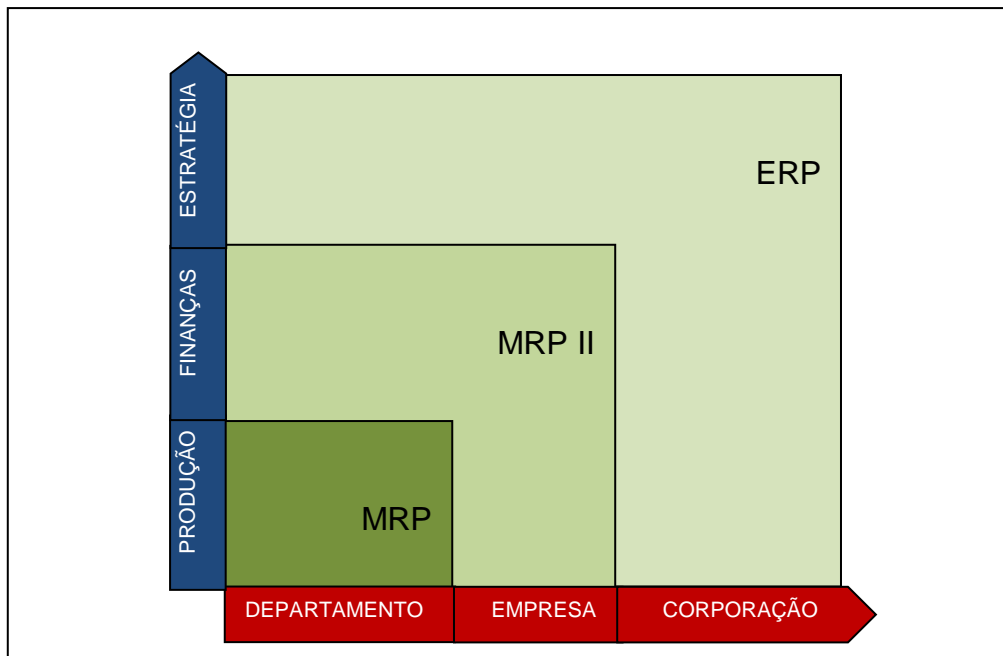 ESTRATÉGIA
ERP
FINANÇAS
MRP II
PRODUÇÃO
MRP
DEPARTAMENTO
EMPRESA
CORPORAÇÃO